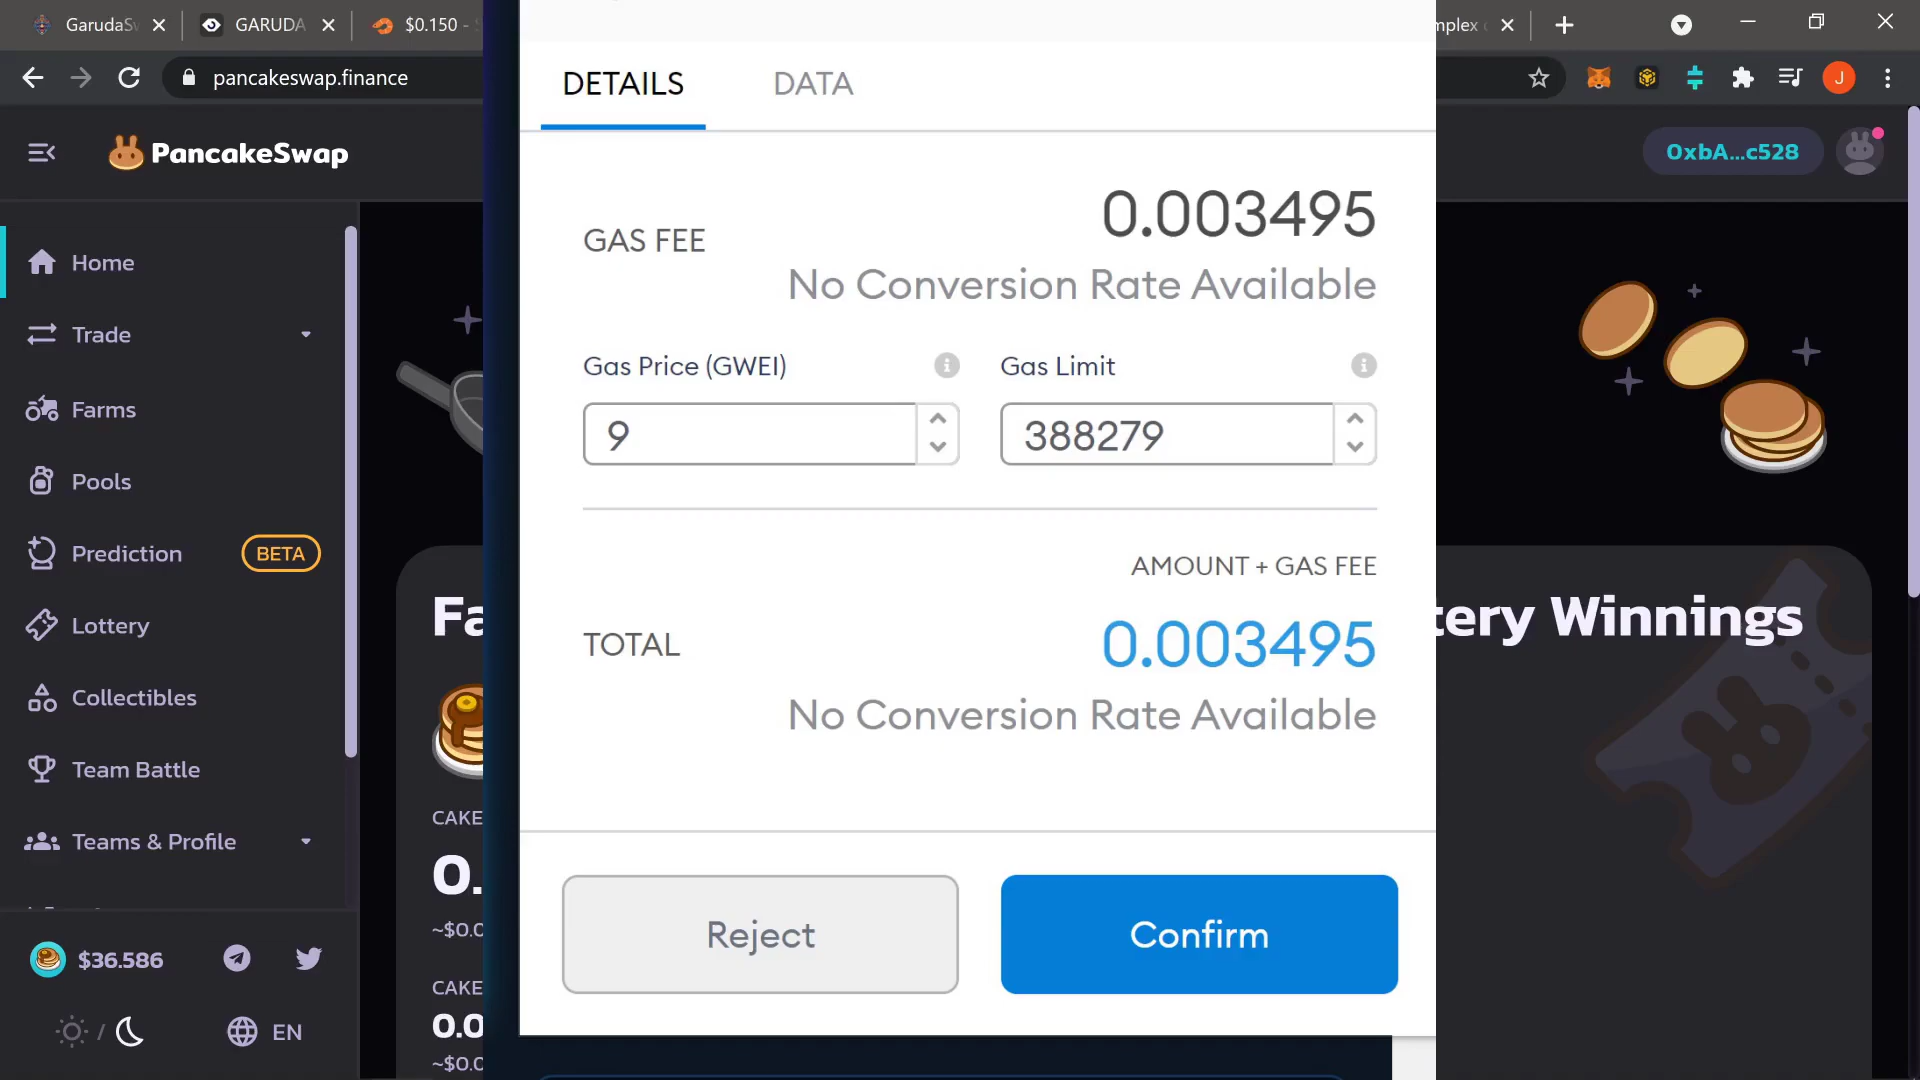 GarudaS
GARUDA
$0.150 -
mplex
pancakeswap.finance
J
PancakeSwap
0xbA...c528
Home
Trade
Farms
Pools
Prediction
BETA
Lottery
Collectibles
Team Battle
Teams & Profile
$36.586
/
EN
Fa
CAKE
0.
~$0.0
CAKE
0.0
~$0.0
DETAILS
DATA
GAS FEE
0.003495
No Conversion Rate Available
Gas Price (GWEI)
Gas Limit
9
388279
AMOUNT + GAS FEE
TOTAL
0.003495
No Conversion Rate Available
Reject
Confirm
tery Winnings